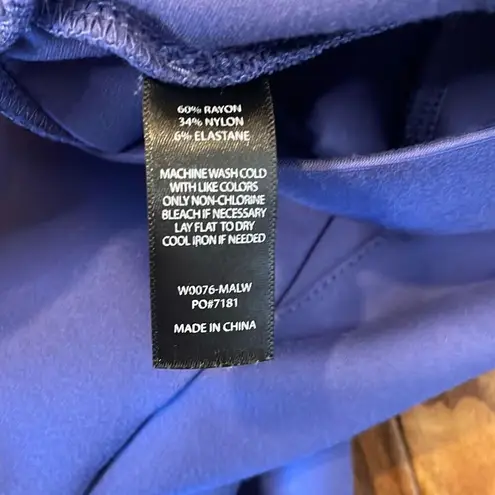 60% RAYON
34% NYLON
6% ELASTANE
MACHINE WASH COLD
WITH LIKE COLORS
ONLY NON-CHLORINE
BLEACH IF NECESSARY
LAY FLAT TO DRY
COOL IRON IF NEEDED
W0076-MALW
PO#7181
MADE IN CHINA